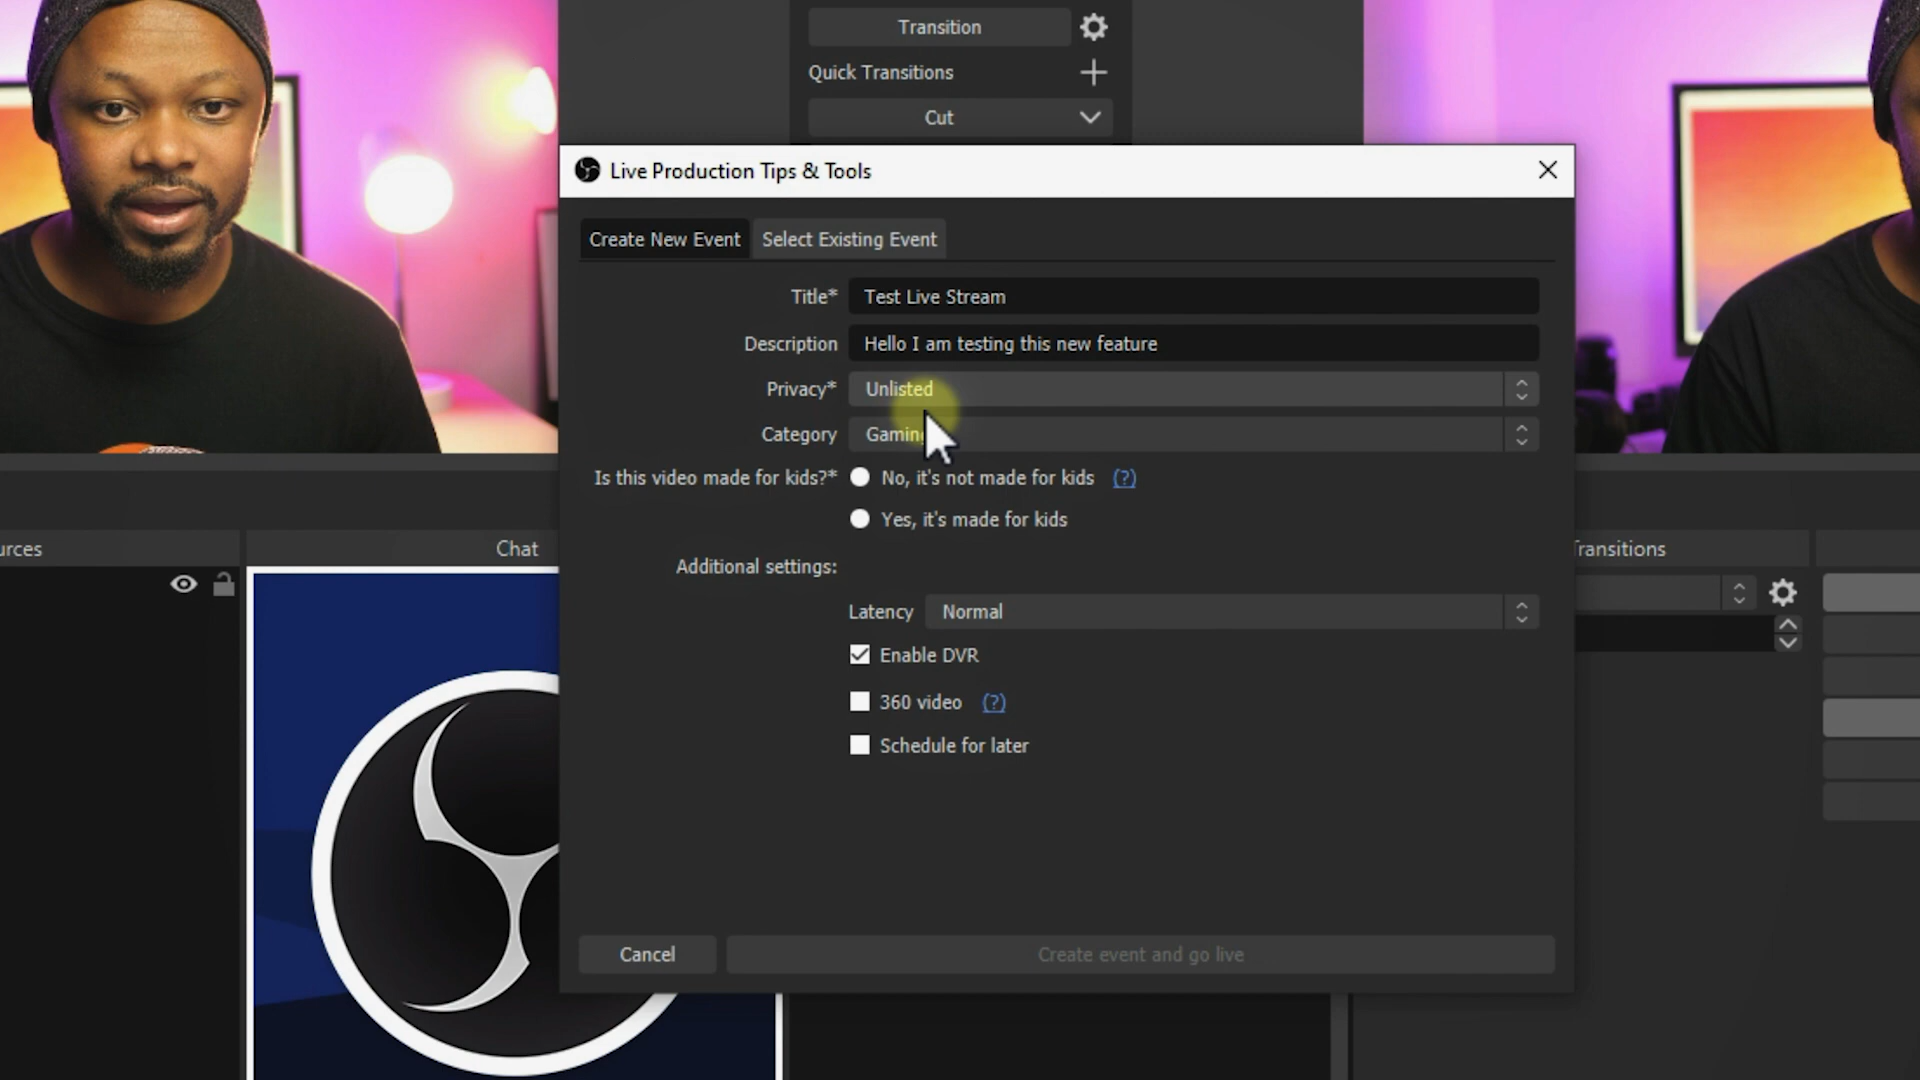 Transition
Quick Transitions
Cut
Live Production Tips & Tools
Create New Event
Select Existing Event
Title*
Test Live Stream
Description
Hello I am testing this new feature
Privacy*
Unlisted
Category
Gaming
Is this video made for kids?*
No, it's not made for kids (?)
Yes, it's made for kids
Additional settings:
Latency
Normal
Enable DVR
360 video (?)
Schedule for later
Cancel
Create event and go live
urces
Chat
Transitions